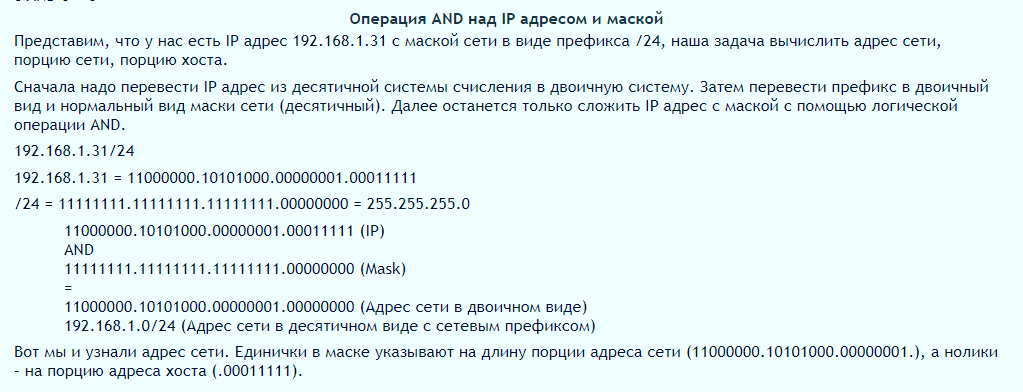 Операция AND над IP адресом и маской
Представим, что у нас есть IP адрес 192.168.1.31 с маской сети в виде префикса /24, наша задача вычислить адрес сети,
порцию сети, порцию хоста.
Сначала надо перевести IP адрес из десятичной системы счисления в двоичную систему. Затем перевести префикс в двоичный
вид и нормальный вид маски сети (десятичный). Далее останется только сложить IP адрес с маской с помощью логической
операции AND.
192.168.1.31/24
192.168.1.31 = 11000000.10101000.00000001.00011111
/24 = 11111111.11111111.11111111.00000000 = 255.255.255.0
11000000.10101000.00000001.00011111 (IP)
AND
11111111.11111111.11111111.00000000 (Mask)
=
11000000.10101000.00000001.00000000 (Адрес сети в двоичном виде)
192.168.1.0/24 (Адрес сети в десятичном виде с сетевым префиксом)
Вот мы и узнали адрес сети. Единички в маске указывают на длину порции адреса сети (11000000.10101000.00000001.), а нолики
– на порцию адреса хоста (.00011111).